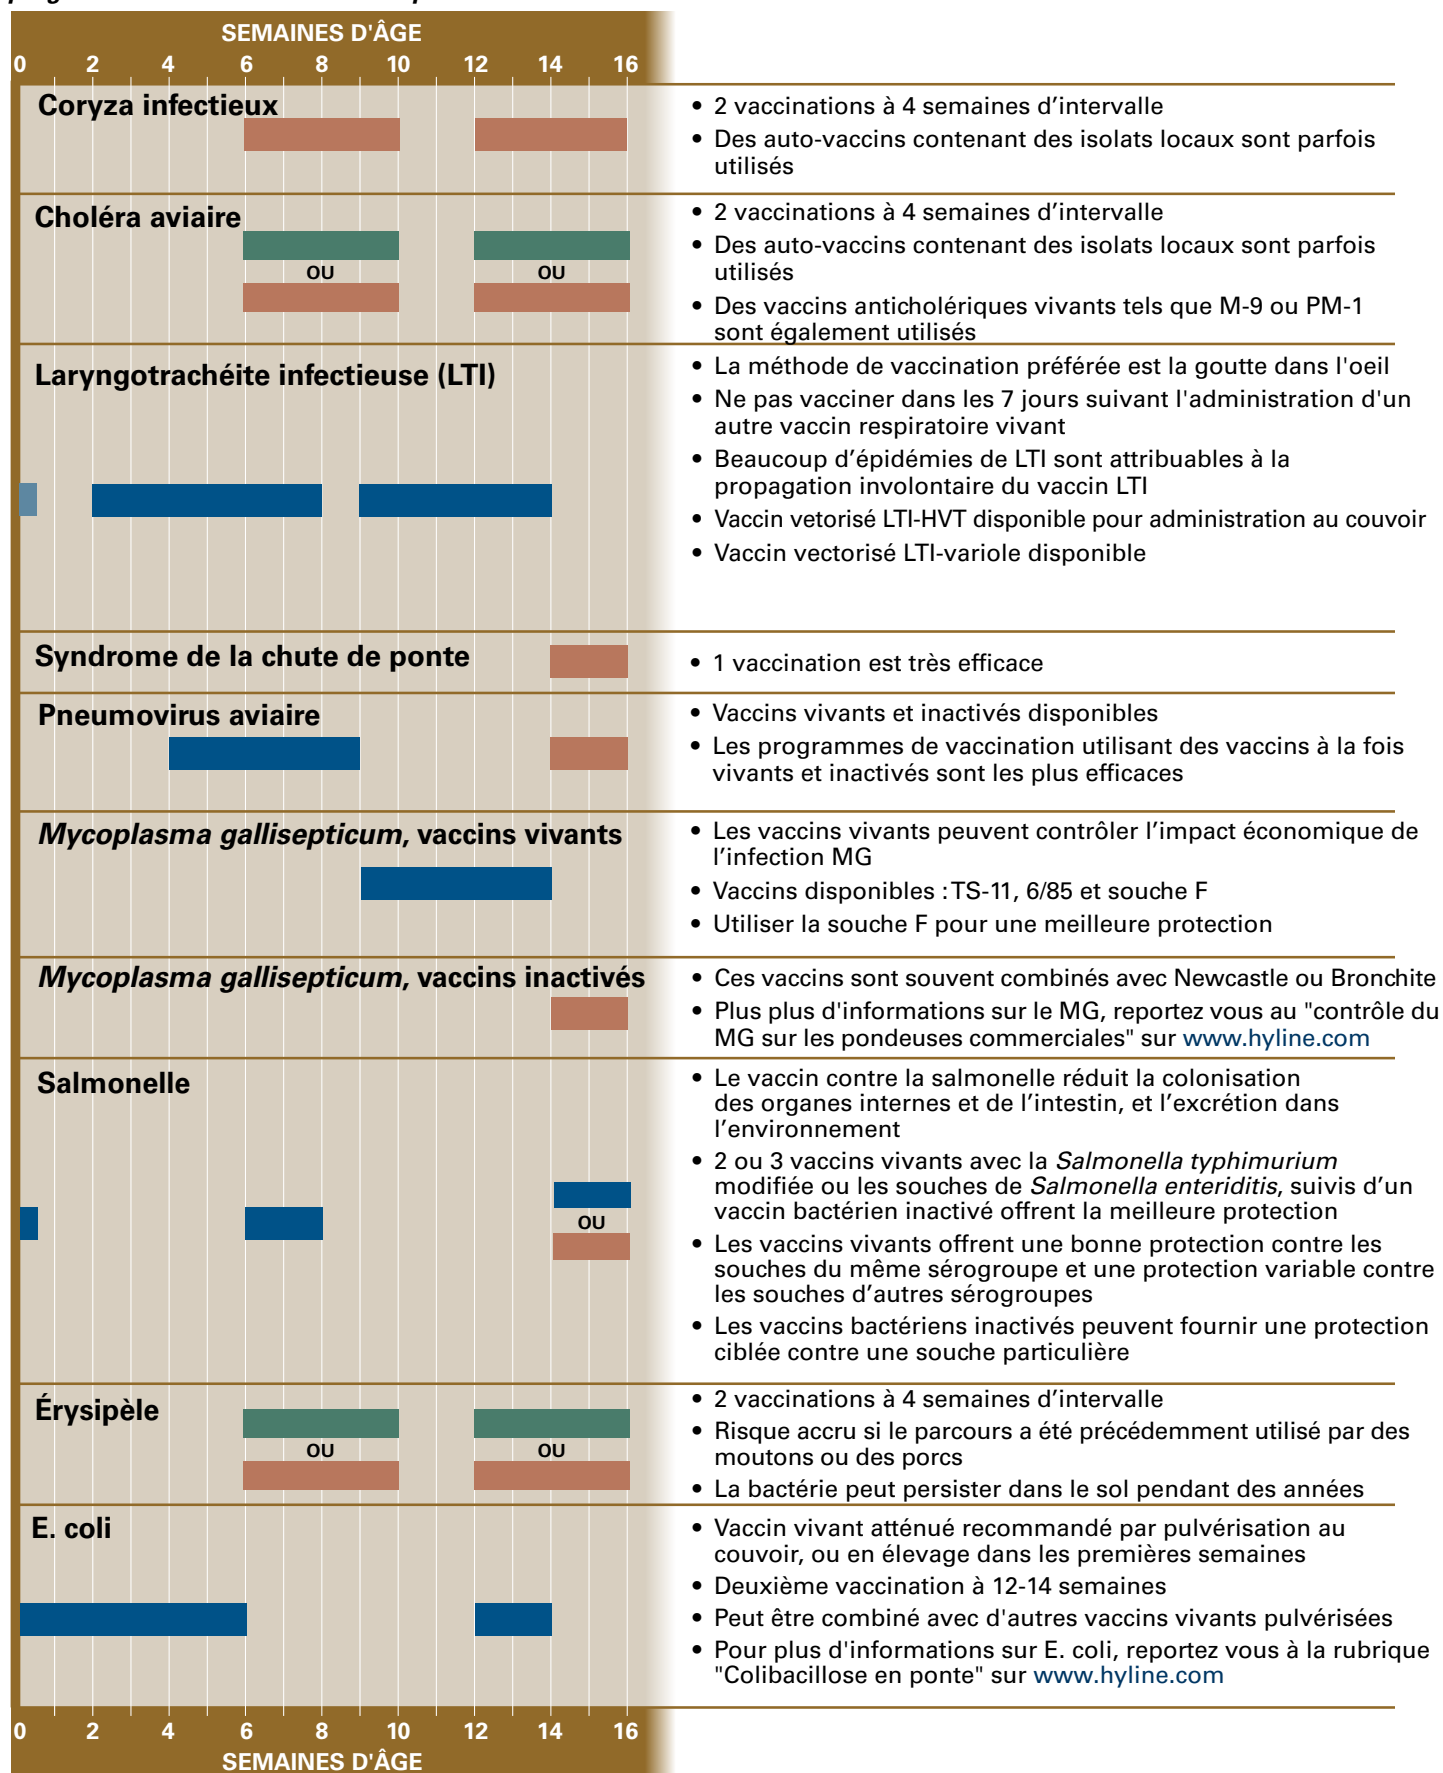 SEMAINES D'ÂGE
0 2 4 6 8 10 12 14 16
Coryza infectieux
• 2 vaccinations à 4 semaines d’intervalle
• Des auto-vaccins contenant des isolats locaux sont parfois
utilisés
Choléra aviaire
OU OU
• 2 vaccinations à 4 semaines d’intervalle
• Des auto-vaccins contenant des isolats locaux sont parfois
utilisés
• Des vaccins anticholériques vivants tels que M-9 ou PM-1
sont également utilisés
Laryngotrachéite infectieuse (LTI)
• La méthode de vaccination préférée est la goutte dans l'oeil
• Ne pas vacciner dans les 7 jours suivant l'administration d'un
autre vaccin respiratoire vivant
• Beaucoup d’épidémies de LTI sont attribuables à la
propagation involontaire du vaccin LTI
• Vaccin vetorisé LTI-HVT disponible pour administration au couvoir
• Vaccin vectorisé LTI-variole disponible
Syndrome de la chute de ponte
• 1 vaccination est très efficace
Pneumovirus aviaire
• Vaccins vivants et inactivés disponibles
• Les programmes de vaccination utilisant des vaccins à la fois
vivants et inactivés sont les plus efficaces
Mycoplasma gallisepticum, vaccins vivants
• Les vaccins vivants peuvent contrôler l’impact économique de
l’infection MG
• Vaccins disponibles : TS-11, 6/85 et souche F
• Utiliser la souche F pour une meilleure protection
Mycoplasma gallisepticum, vaccins inactivés
• Ces vaccins sont souvent combinés avec Newcastle ou Bronchite
• Plus plus d'informations sur le MG, reportez vous au "contrôle du
MG sur les pondeuses commerciales" sur www.hyline.com
Salmonelle
OU
• Le vaccin contre la salmonelle réduit la colonisation
des organes internes et de l’intestin, et l’excrétion dans
l’environnement
• 2 ou 3 vaccins vivants avec la Salmonella typhimurium
modifiée ou les souches de Salmonella enteriditis, suivis d’un
vaccin bactérien inactivé offrent la meilleure protection
• Les vaccins vivants offrent une bonne protection contre les
souches du même sérogroupe et une protection variable contre
les souches d’autres sérogroupes
• Les vaccins bactériens inactivés peuvent fournir une protection
ciblée contre une souche particulière
Érysipèle
OU OU
• 2 vaccinations à 4 semaines d’intervalle
• Risque accru si le parcours a été précédemment utilisé par des
moutons ou des porcs
• La bactérie peut persister dans le sol pendant des années
E. coli
• Vaccin vivant atténué recommandé par pulvérisation au
couvoir, ou en élevage dans les premières semaines
• Deuxième vaccination à 12-14 semaines
• Peut être combiné avec d'autres vaccins vivants pulvérisées
• Pour plus d'informations sur E. coli, reportez vous à la rubrique
"Colibacillose en ponte" sur www.hyline.com
0 2 4 6 8 10 12 14 16
SEMAINES D'ÂGE